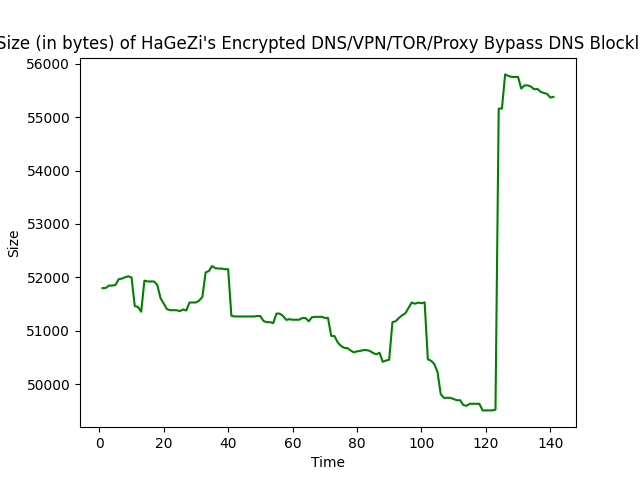 Size (in bytes) of HaGeZi's Encrypted DNS/VPN/TOR/Proxy Bypass DNS Blockl
56000
55000
54000
53000
52000
51000
50000
Size
0 20 40 60 80 100 120 140
Time